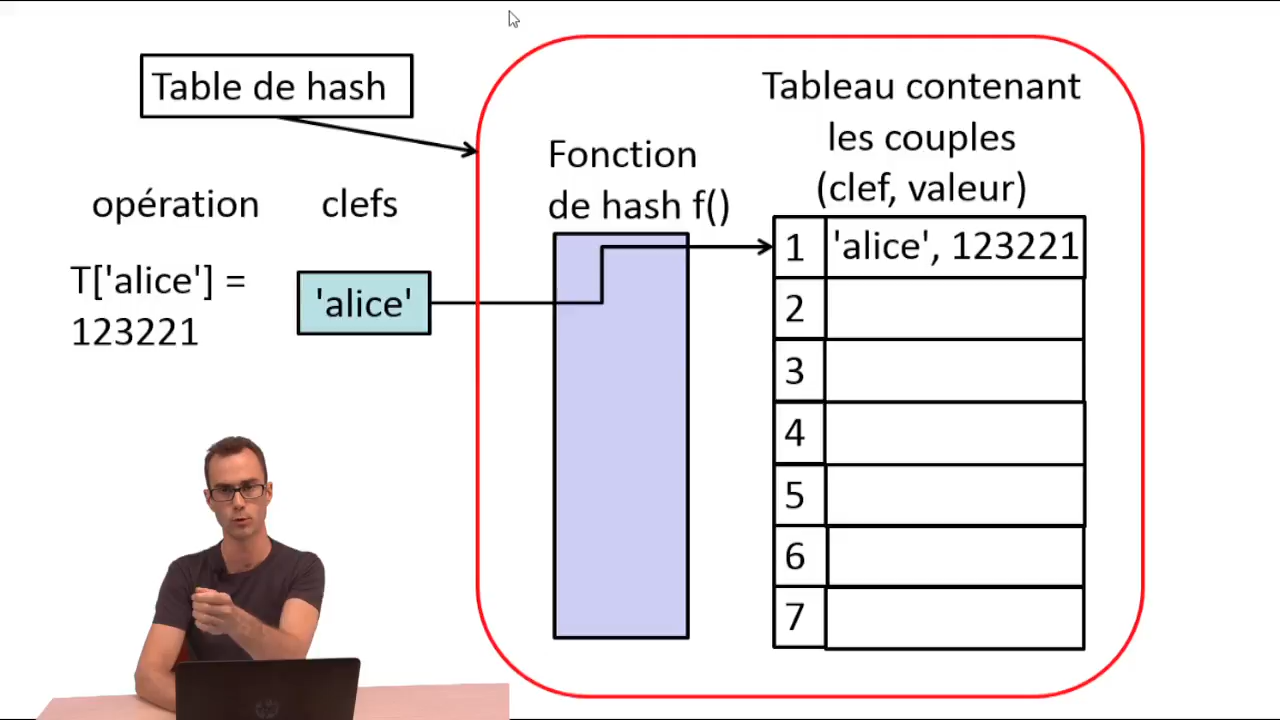 Table de hash
opération clefs
T['alice'] =
123221
'alice'
Fonction
de hash f()
Tableau contenant
les couples
(clef, valeur)
1 'alice', 123221
2
3
4
5
6
7